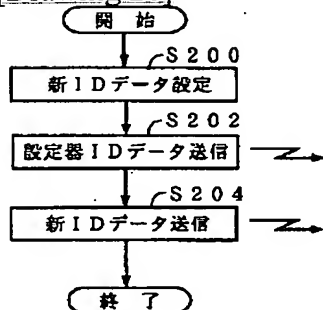 開 始
S200
新IDデータ設定
S202
設定器IDデータ送信
S204
新IDデータ送信
終 了